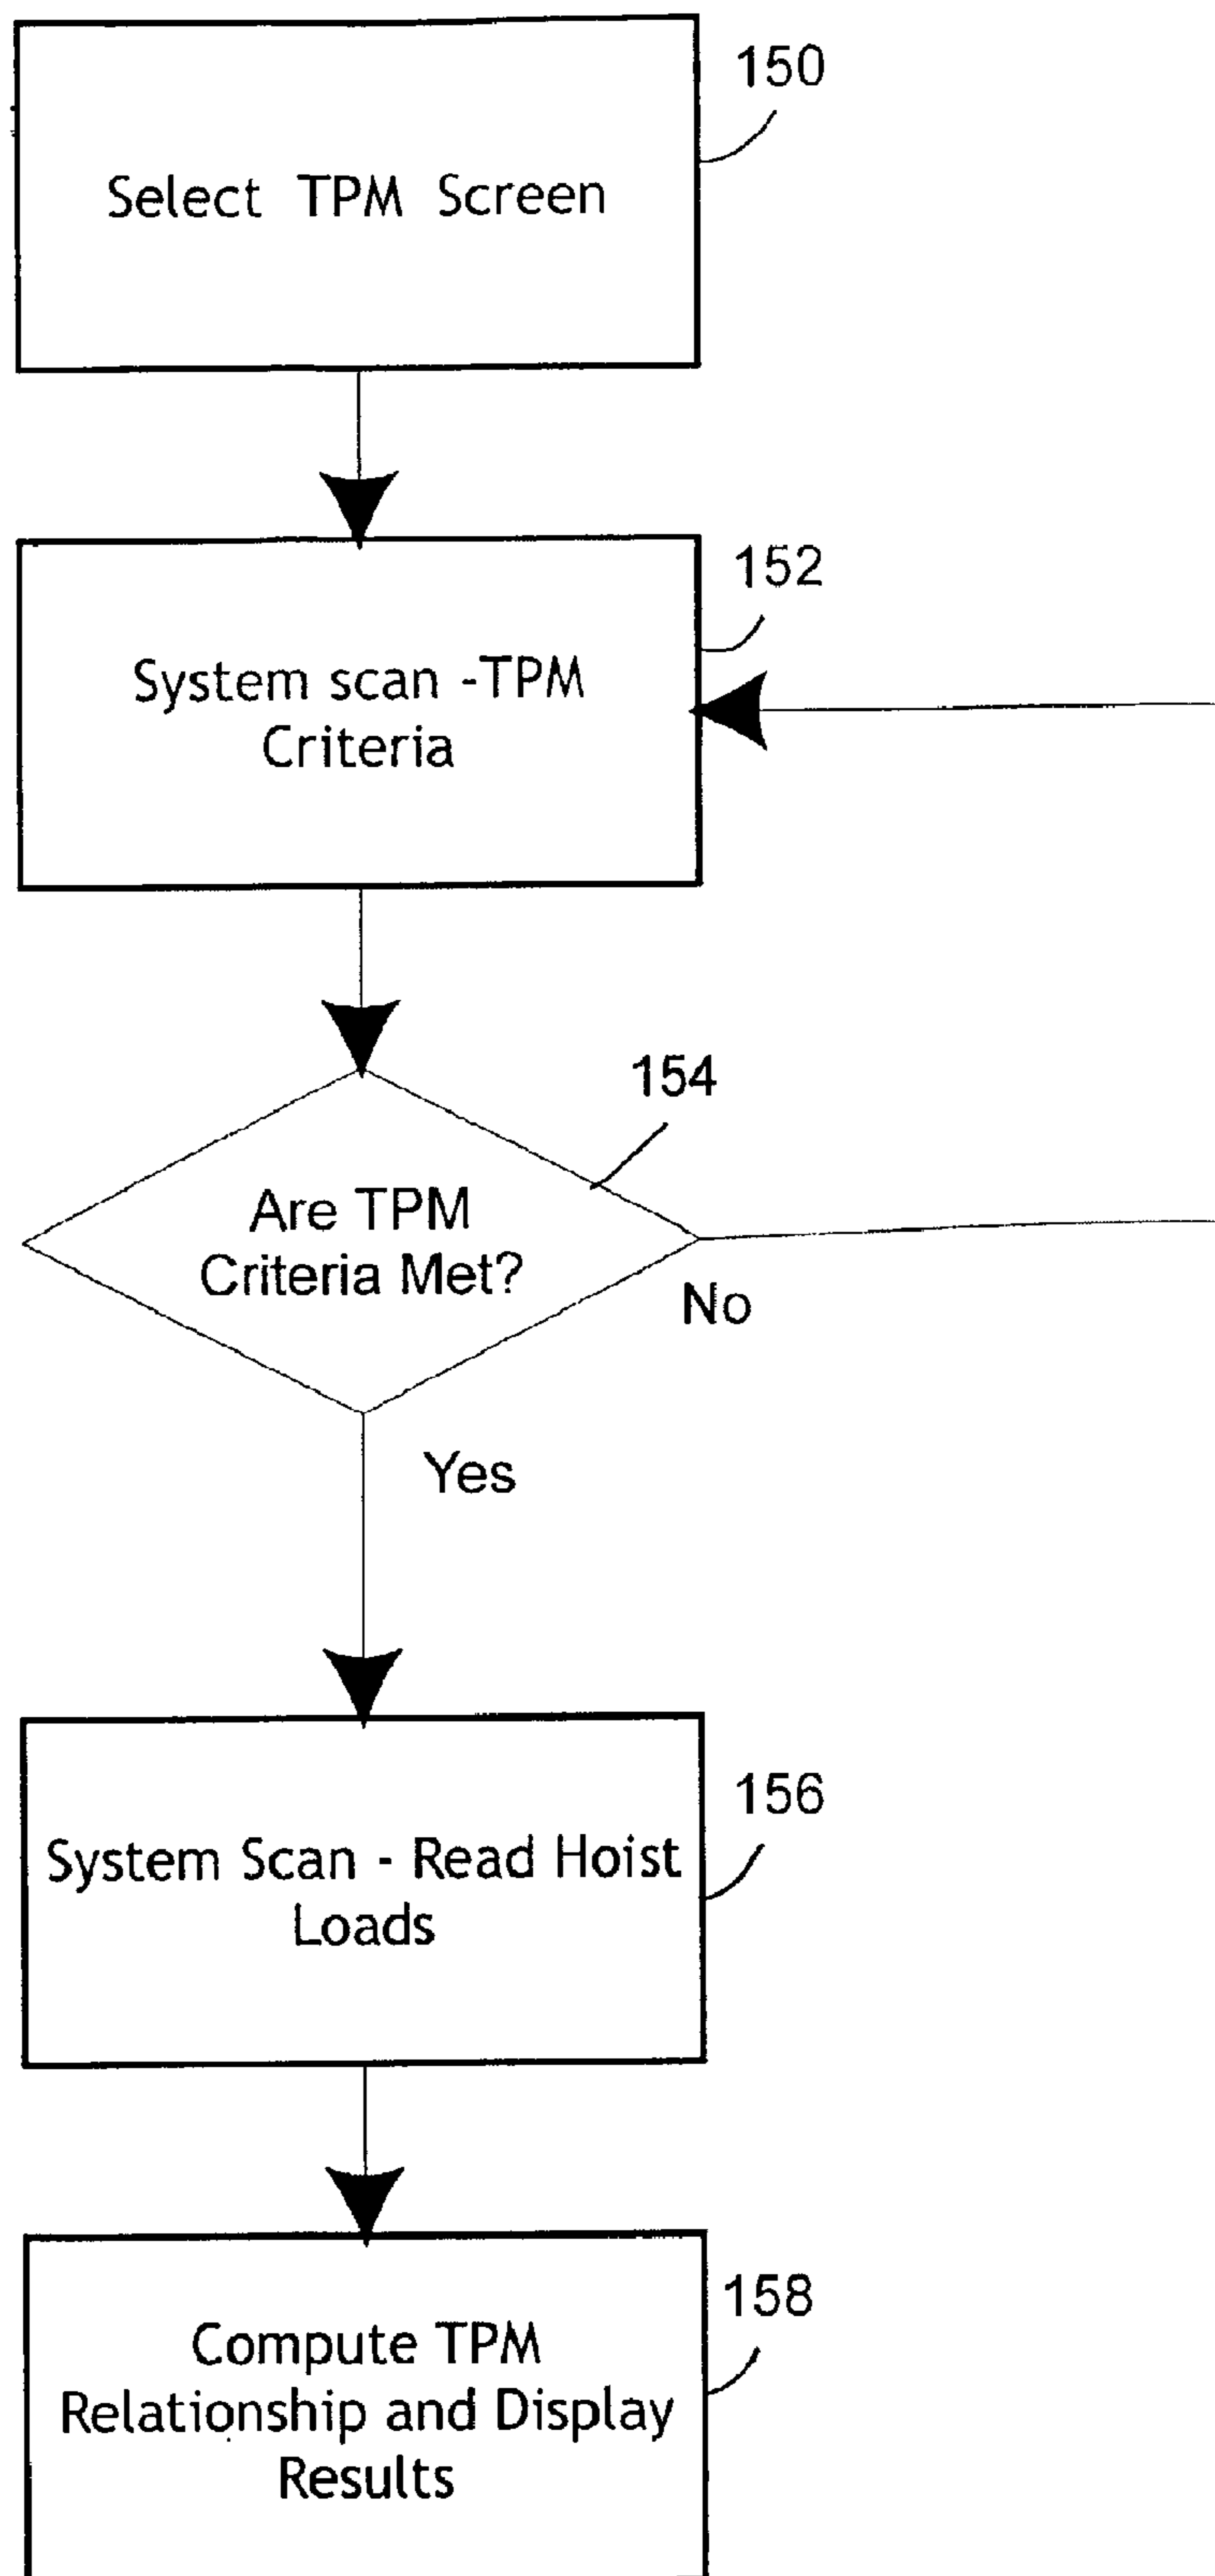 150
Select TPM Screen
152
System scan -TPM
Criteria
154
Are TPM
Criteria Met?
No
Yes
156
System Scan - Read Hoist
Loads
158
Compute TPM
Relationship and Display
Results